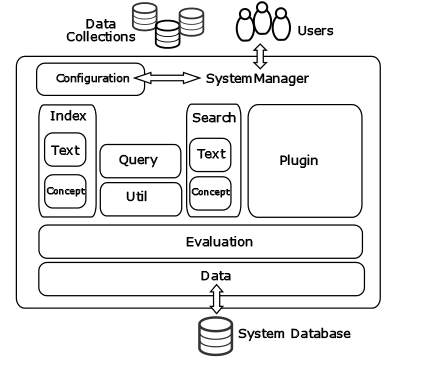 Data
Collections
Users
Configuration
SystemManager
Index
Search
Text
Text
Query
Plugin
Concept
Util
Concept
Evaluation
Data
System Database